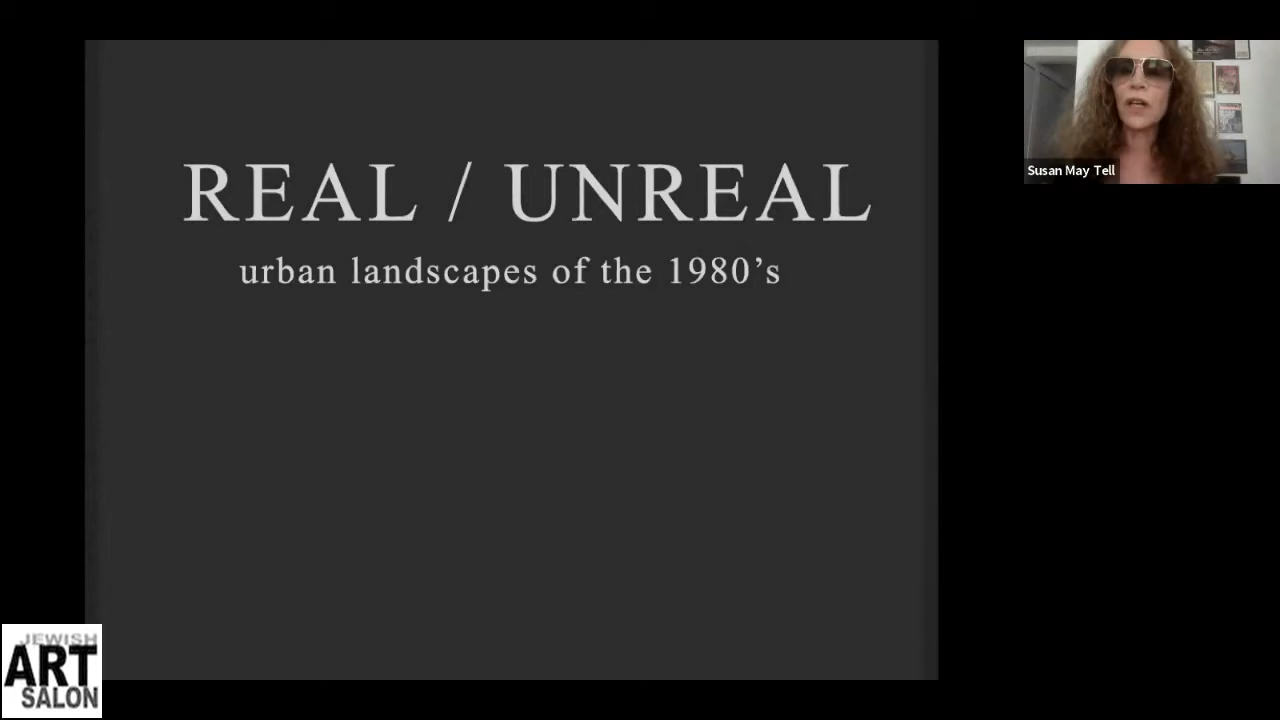 REAL / UNREAL
urban landscapes of the 1980’s
Susan May Tell
JEWISH
ART
SALON